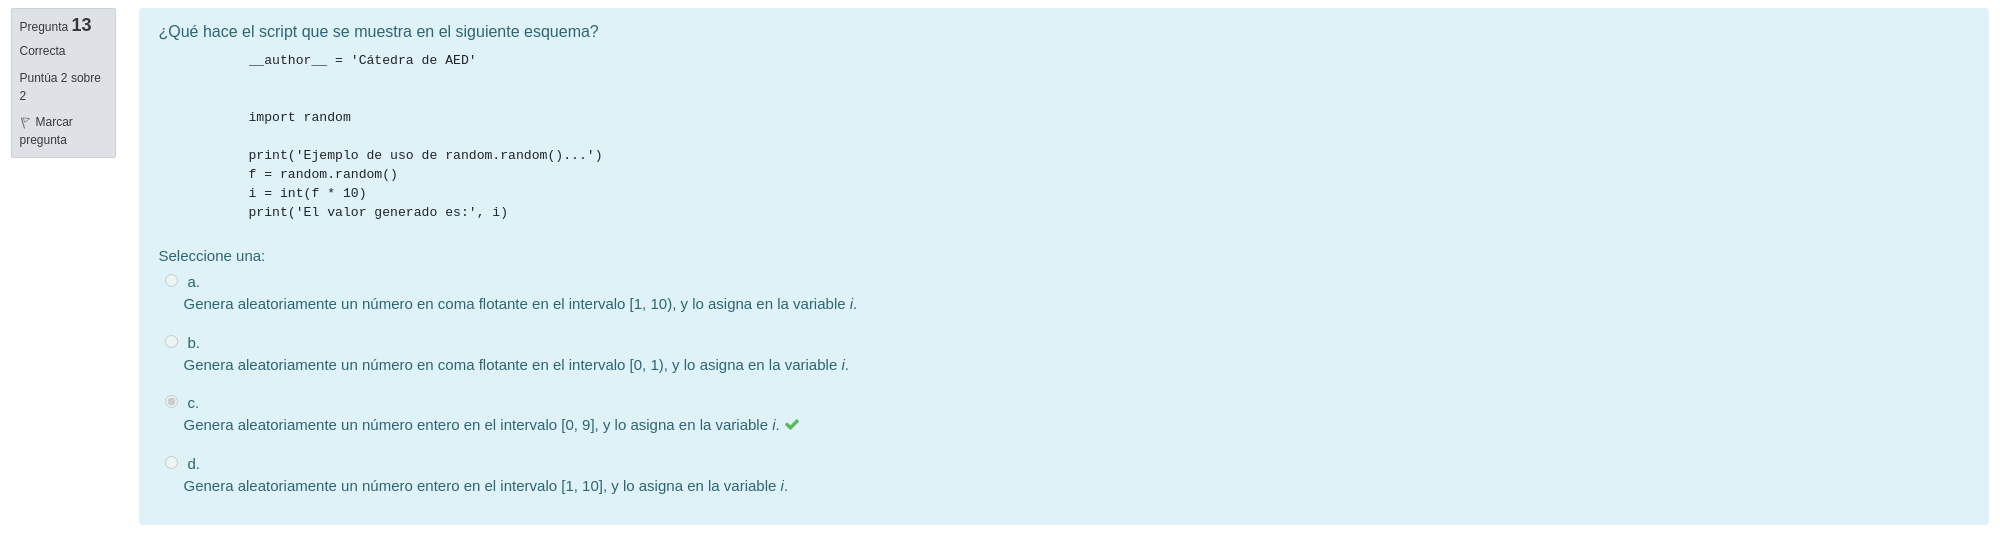 Pregunta 13
Correcta
Puntúa 2 sobre
2
Marcar
pregunta
¿Qué hace el script que se muestra en el siguiente esquema?
__author__ = 'Cátedra de AED'
import random
print('Ejemplo de uso de random.random()...')
f = random.random()
i = int(f * 10)
print('El valor generado es:', i)
Seleccione una:
a.
Genera aleatoriamente un número en coma flotante en el intervalo [1, 10), y lo asigna en la variable i.
b.
Genera aleatoriamente un número en coma flotante en el intervalo [0, 1), y lo asigna en la variable i.
c.
Genera aleatoriamente un número entero en el intervalo [0, 9], y lo asigna en la variable i.
d.
Genera aleatoriamente un número entero en el intervalo [1, 10], y lo asigna en la variable i.